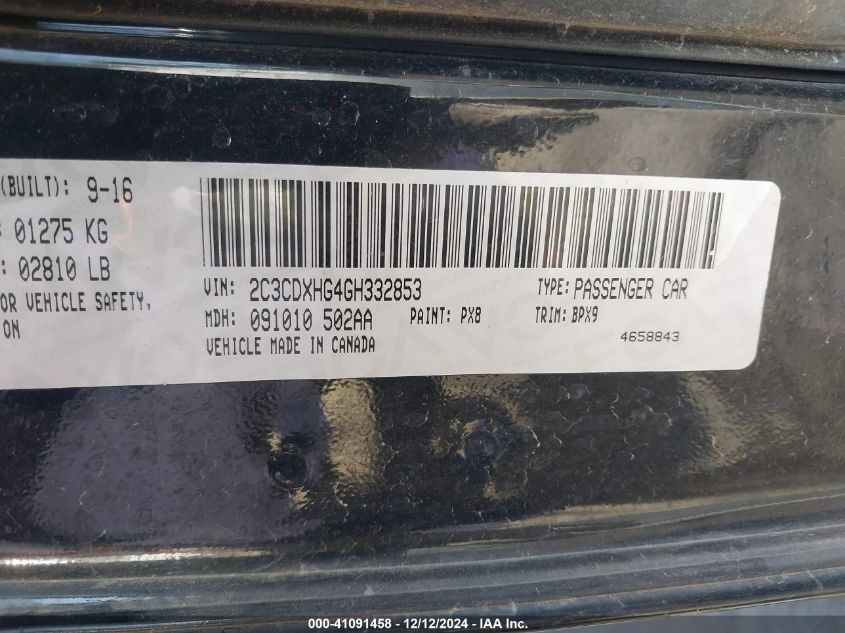 (BUILT): 9-16
: 01275 KG
: 02810 LB
OR VEHICLE SAFETY,
ON
VIN: 2C3CDXHG4GH332853
TYPE: PASSENGER CAR
MDH: 091010 502AA
PAINT: PX8
TRIM: BPX9
VEHICLE MADE IN CANADA
4658843
000-41091458 • 12/12/2024 • IAA Inc.